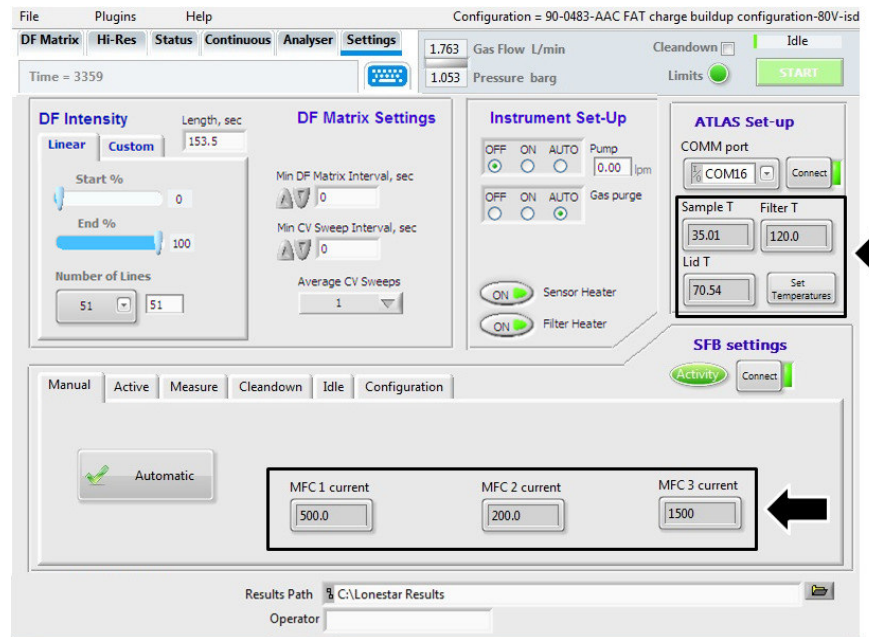 File Plugins Help Configuration = 90-0483-AAC FAT charge buildup configuration-80V-isd
DF Matrix Hi-Res Status Continuous Analyser Settings
1.763 Gas Flow L/min Cleandown Idle
Time = 3359 1.053 Pressure barg Limits START
DF Intensity Length, sec DF Matrix Settings Instrument Set-Up ATLAS Set-up
Linear Custom 153.5
OFF ON AUTO Pump COMM port
0.00 lpm COM16 Connect
Start % Min DF Matrix Interval, sec
0 0
OFF ON AUTO Gas purge Sample T Filter T
35.01 120.0
End % Min CV Sweep Interval, sec
100 0
Lid T
Number of Lines Average CV Sweeps
70.54 Set Temperatures
51 51 1
ON Sensor Heater
ON Filter Heater
SFB settings
Activity Connect
Manual Active Measure Cleandown Idle Configuration
Automatic
MFC 1 current MFC 2 current MFC 3 current
500.0 200.0 1500
Results Path C:\Lonestar Results
Operator